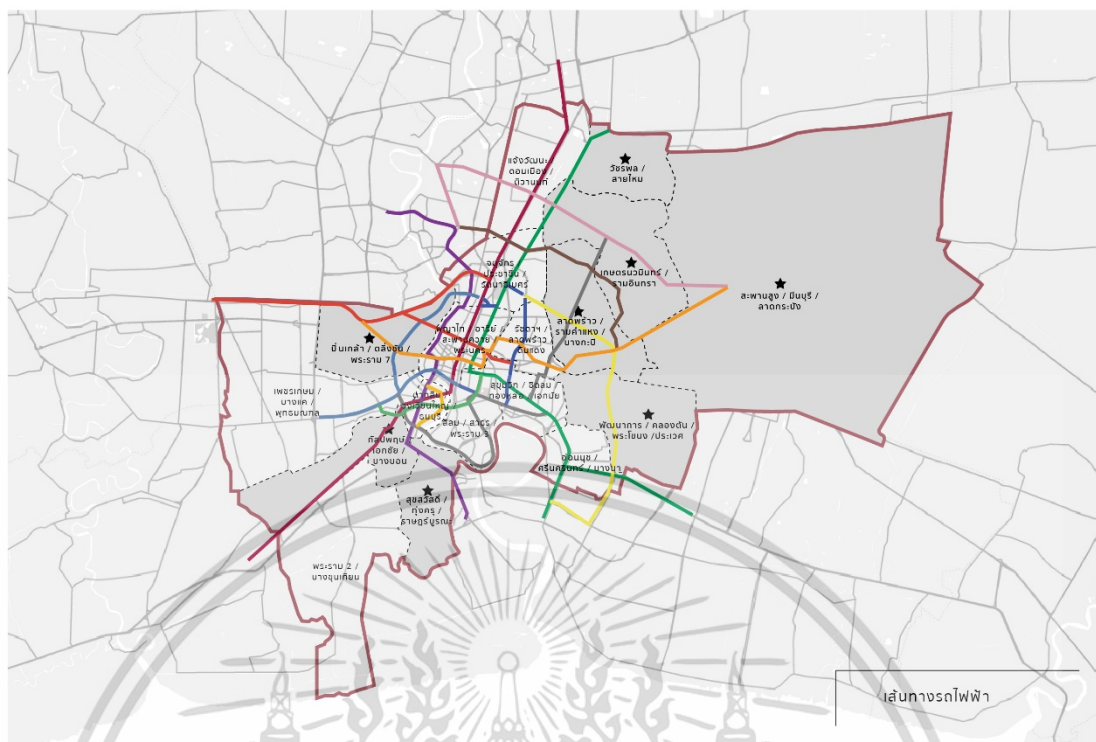 แจ้งวัฒนะ /
ดอนเมือง /
ติวานนท์
วัชรพล /
สายไหม
จตุจักร
ประชาชื่น /
รัตนาธิเบศร์
เกษตรนวมินทร์ /
รามอินทรา
สะพานสูง / มีนบุรี /
ลาดกระบัง
ลาดพร้าว /
รามคำแหง /
บางกะปิ
พญาไท อารีย์
สะพานควาย
รัชดาฯ /
ลาดพร้าว
ดินแดง
ปิ่นเกล้า / ตลิ่งชัน /
พระราม 7
เพชรเกษม /
บางแค /
พุทธมณฑล
วงเวียนใหญ่
ธนบุรี
สุขุมวิท / ชิดลม /
ทองหล่อ / เอกมัย
สีลม / สาทร /
พระราม 3
พัฒนาการ / คลองตัน /
พระโขนง /ประเวศ
กัลปพฤกษ์
เอกชัย /
บางบอน
อ่อนนุช /
ศรีนครินทร์ / บางนา
สุขสวัสดิ์ /
ทุ่งครุ /
ราษฎร์บูรณะ
พระราม 2 /
บางขุนเทียน
เส้นทางรถไฟฟ้า